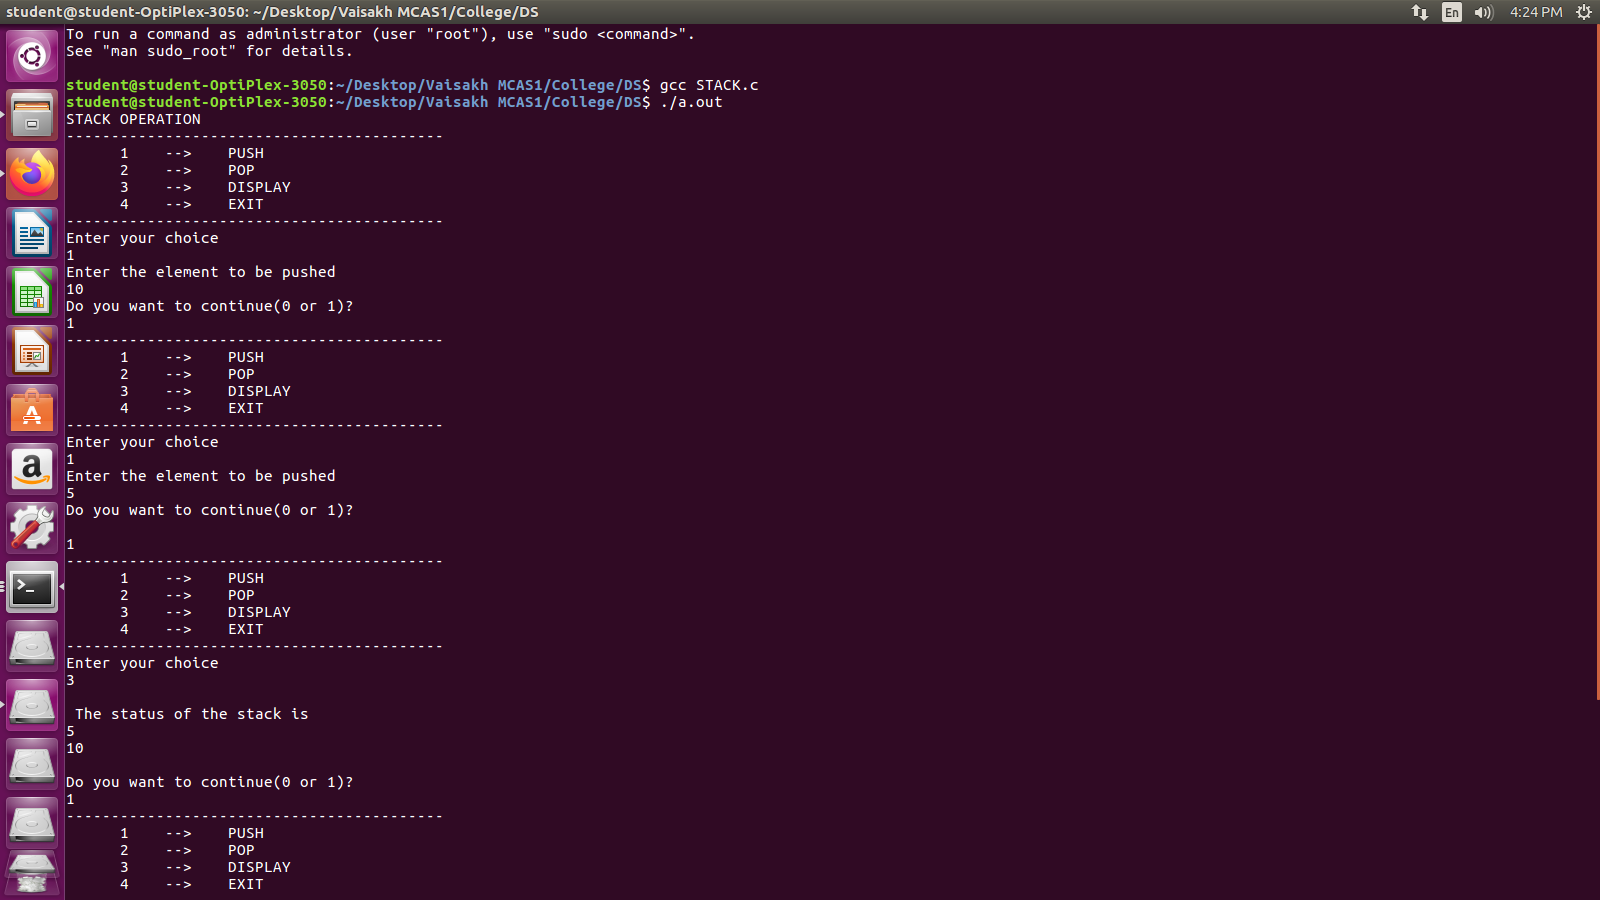 student@student-OptiPlex-3050: ~/Desktop/Vaisakh MCAS1/College/DS
En
4:24 PM
To run a command as administrator (user "root"), use "sudo <command>".
See "man sudo_root" for details.
student@student-OptiPlex-3050:~/Desktop/Vaisakh MCAS1/College/DS$ gcc STACK.c
student@student-OptiPlex-3050:~/Desktop/Vaisakh MCAS1/College/DS$ ./a.out
STACK OPERATION
------------------------------------------
1 --> PUSH
2 --> POP
3 --> DISPLAY
4 --> EXIT
------------------------------------------
Enter your choice
1
Enter the element to be pushed
10
Do you want to continue(0 or 1)?
1
------------------------------------------
1 --> PUSH
2 --> POP
3 --> DISPLAY
4 --> EXIT
------------------------------------------
Enter your choice
1
Enter the element to be pushed
5
Do you want to continue(0 or 1)?
1
------------------------------------------
1 --> PUSH
2 --> POP
3 --> DISPLAY
4 --> EXIT
------------------------------------------
Enter your choice
3
The status of the stack is
5
10
Do you want to continue(0 or 1)?
1
------------------------------------------
1 --> PUSH
2 --> POP
3 --> DISPLAY
4 --> EXIT